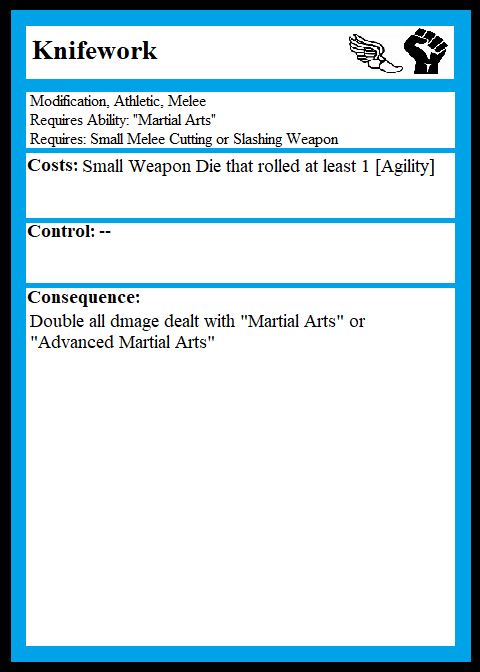 Knifework
Modification, Athletic, Melee
Requires Ability: "Martial Arts"
Requires: Small Melee Cutting or Slashing Weapon
Costs: Small Weapon Die that rolled at least 1 [Agility]
Control: --
Consequence:
Double all dmage dealt with "Martial Arts" or
"Advanced Martial Arts"